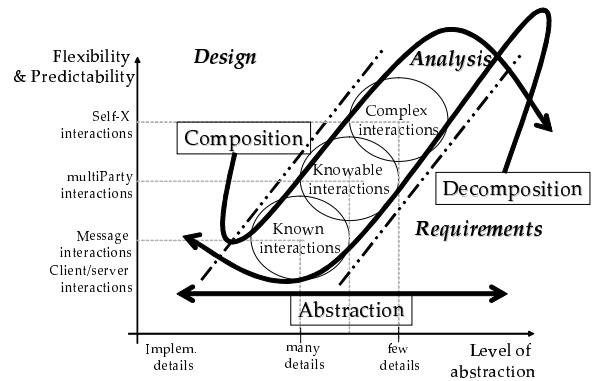 Flexibility
& Predictability
Design
Analysis
Self-X
interactions
Complex
interactions
Composition
multiParty
interactions
Knowable
interactions
Decomposition
Message
interactions
Client/server
interactions
Known
interactions
Requirements
Abstraction
Implem.
details
many
details
few
details
Level of
abstraction